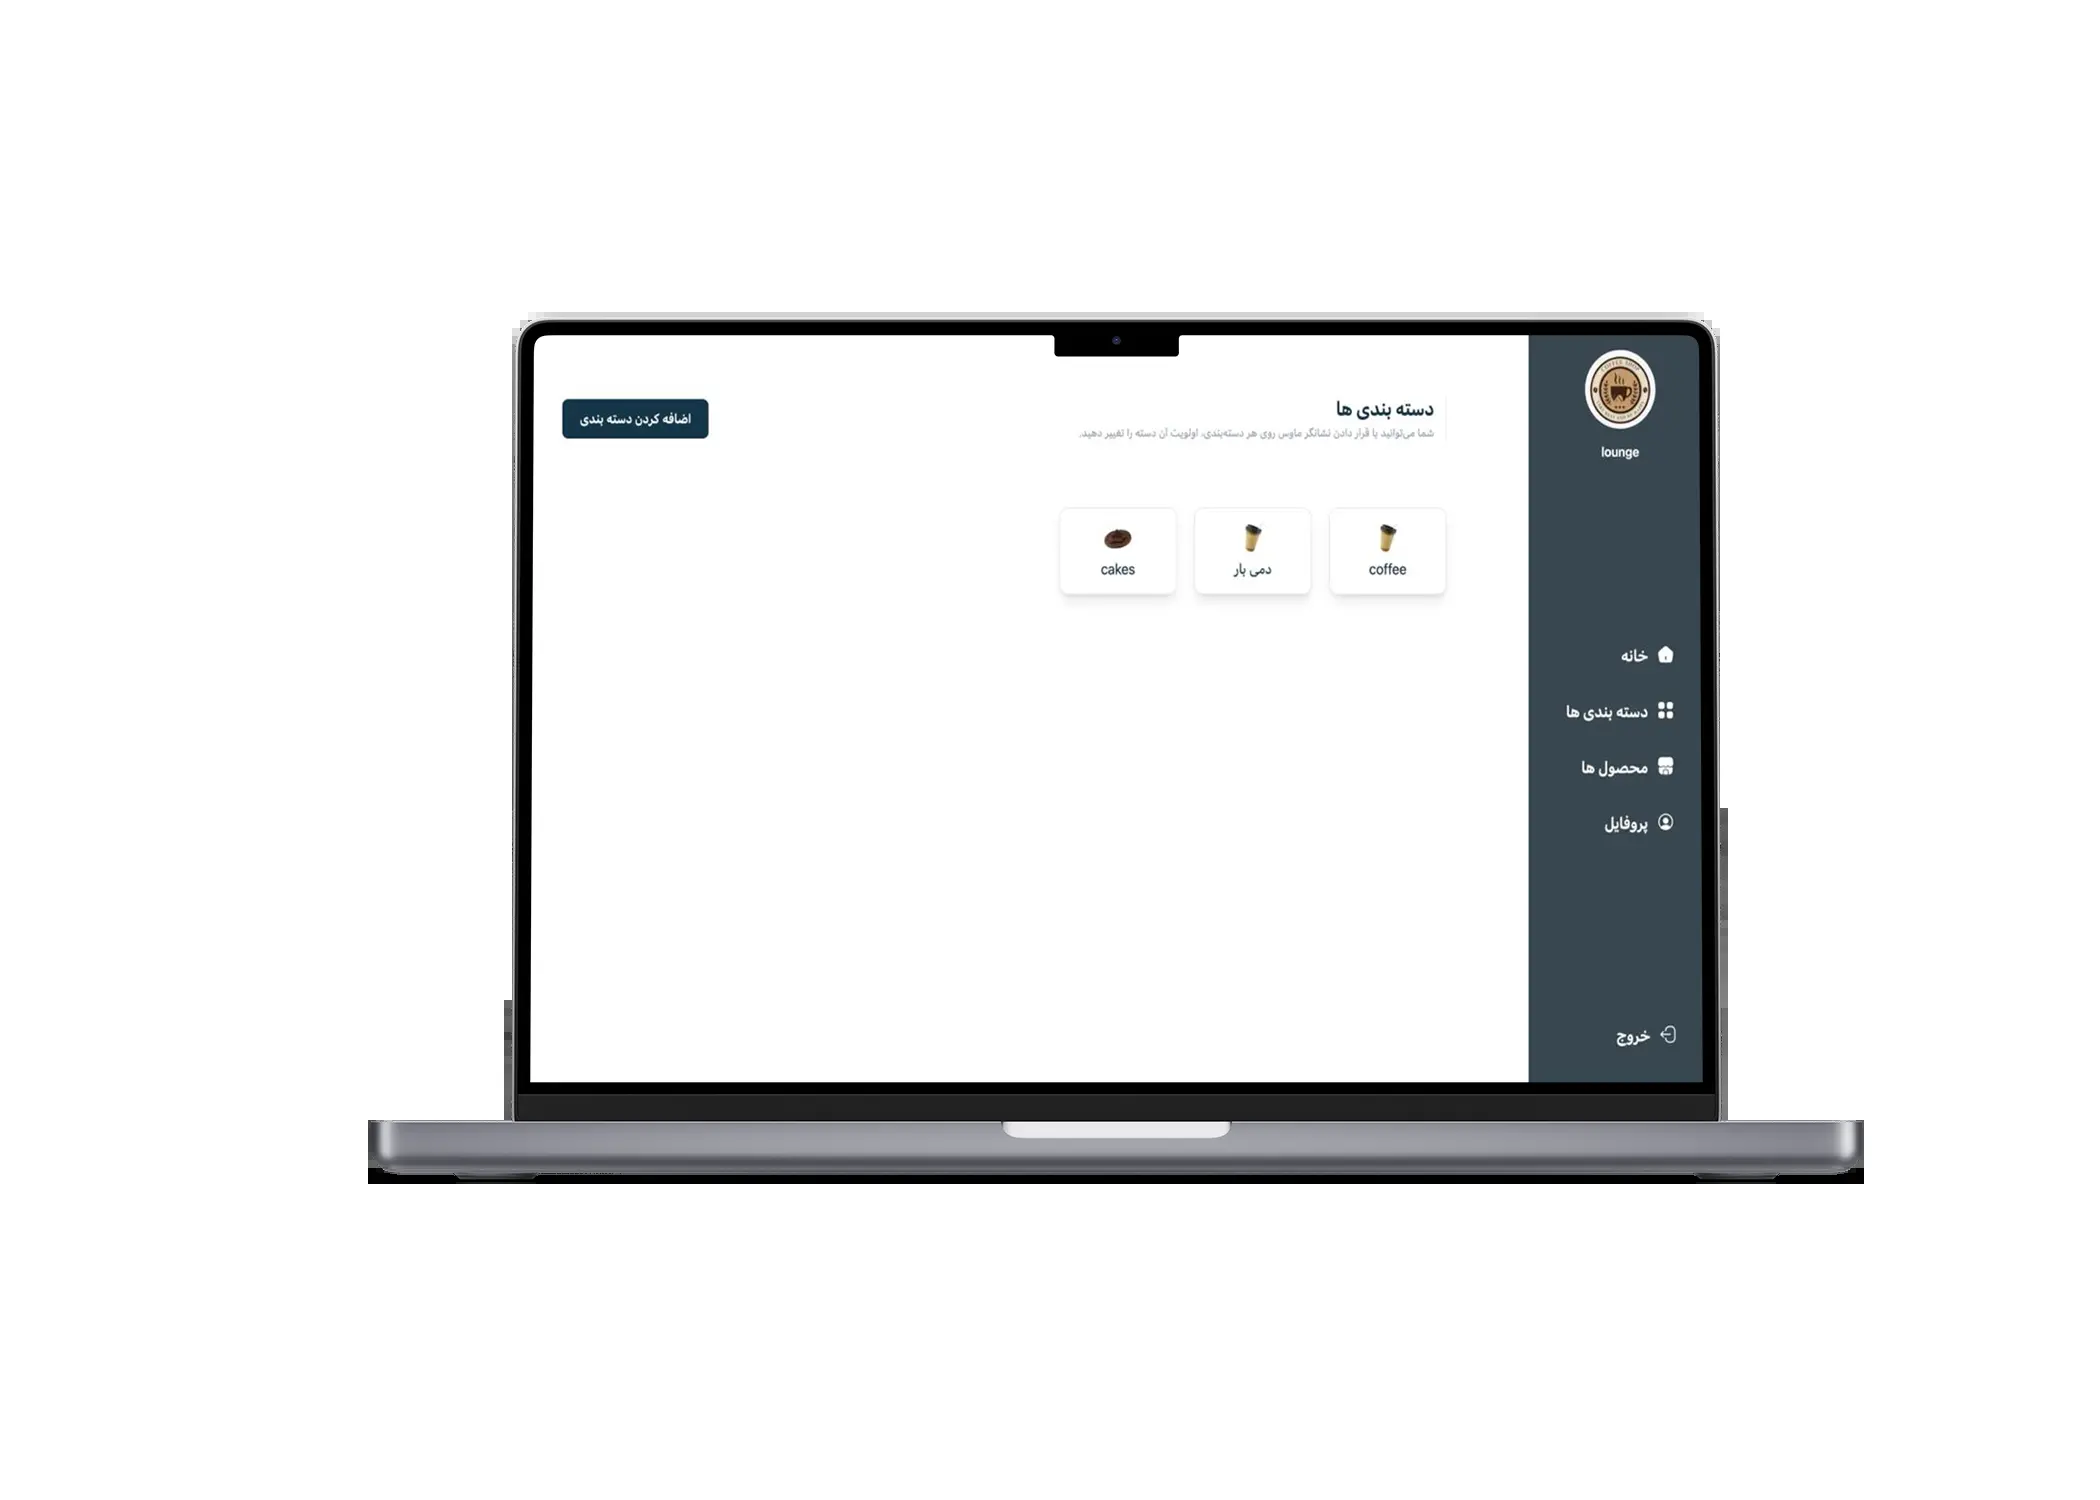 lounge
خانه
دسته بندی ها
محصول ها
پروفایل
خروج
دسته بندی ها
شما می‌توانید با قرار دادن نشانگر ماوس روی هر دسته‌بندی، اولویت آن دسته را تغییر دهید.
اضافه کردن دسته بندی
coffee
دمی بار
cakes